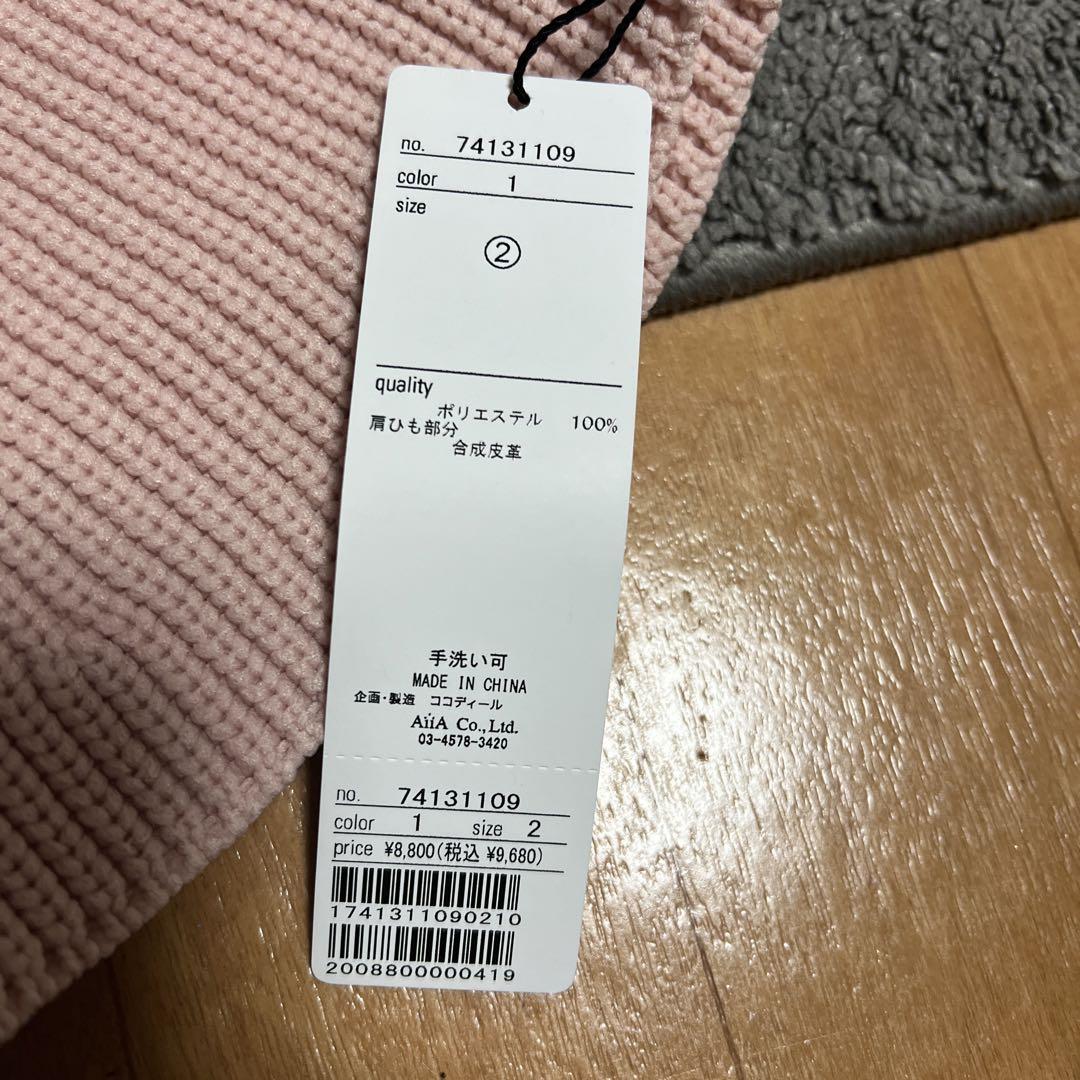 no. 74131109
color 1
size
②
quality
ポリエステル 100%
肩ひも部分
合成皮革
手洗い可
MADE IN CHINA
企画・製造 ココディール
AiiA Co.,Ltd.
03-4578-3420
no. 74131109
color 1 size 2
price ¥8,800(税込 ¥9,680)
1741311090210
2008800000419